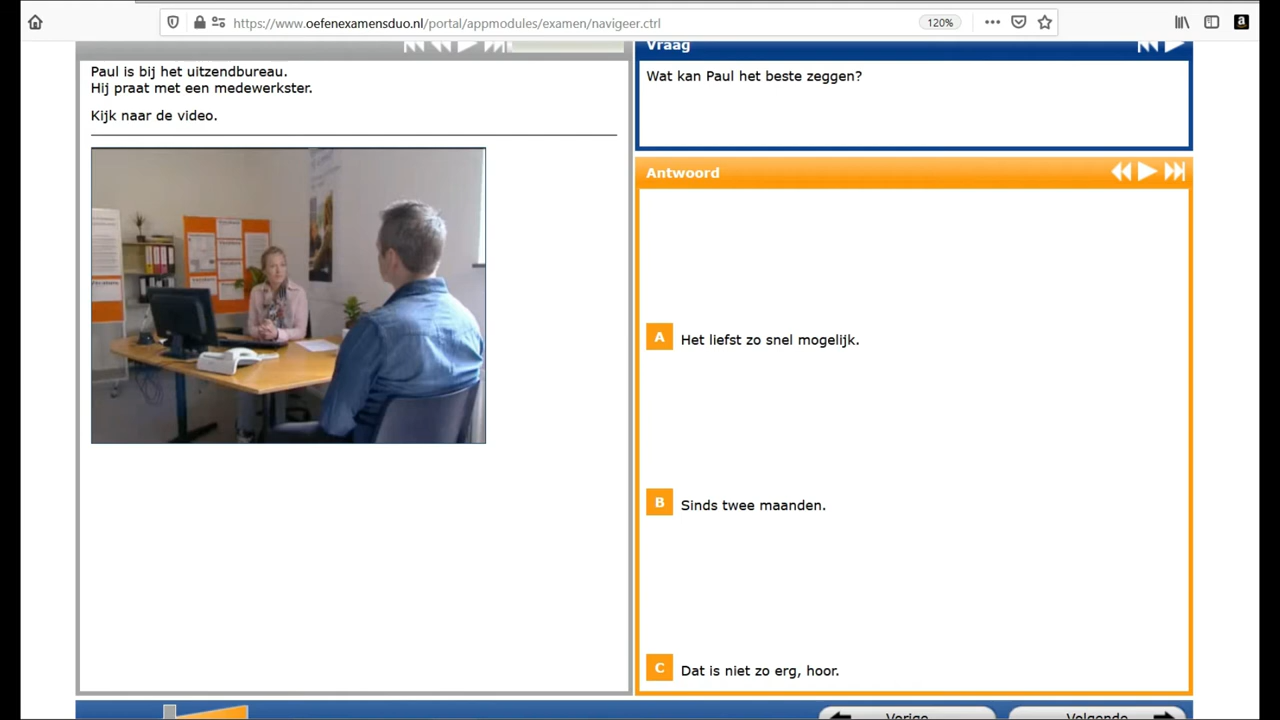 https://www.oefenexamensduo.nl/portal/appmodules/examen/navigeer.ctrl
120%
Paul is bij het uitzendbureau.
Hij praat met een medewerkster.
Kijk naar de video.
Vraag
Wat kan Paul het beste zeggen?
Antwoord
A Het liefst zo snel mogelijk.
B Sinds twee maanden.
C Dat is niet zo erg, hoor.
Vorige
Volgende